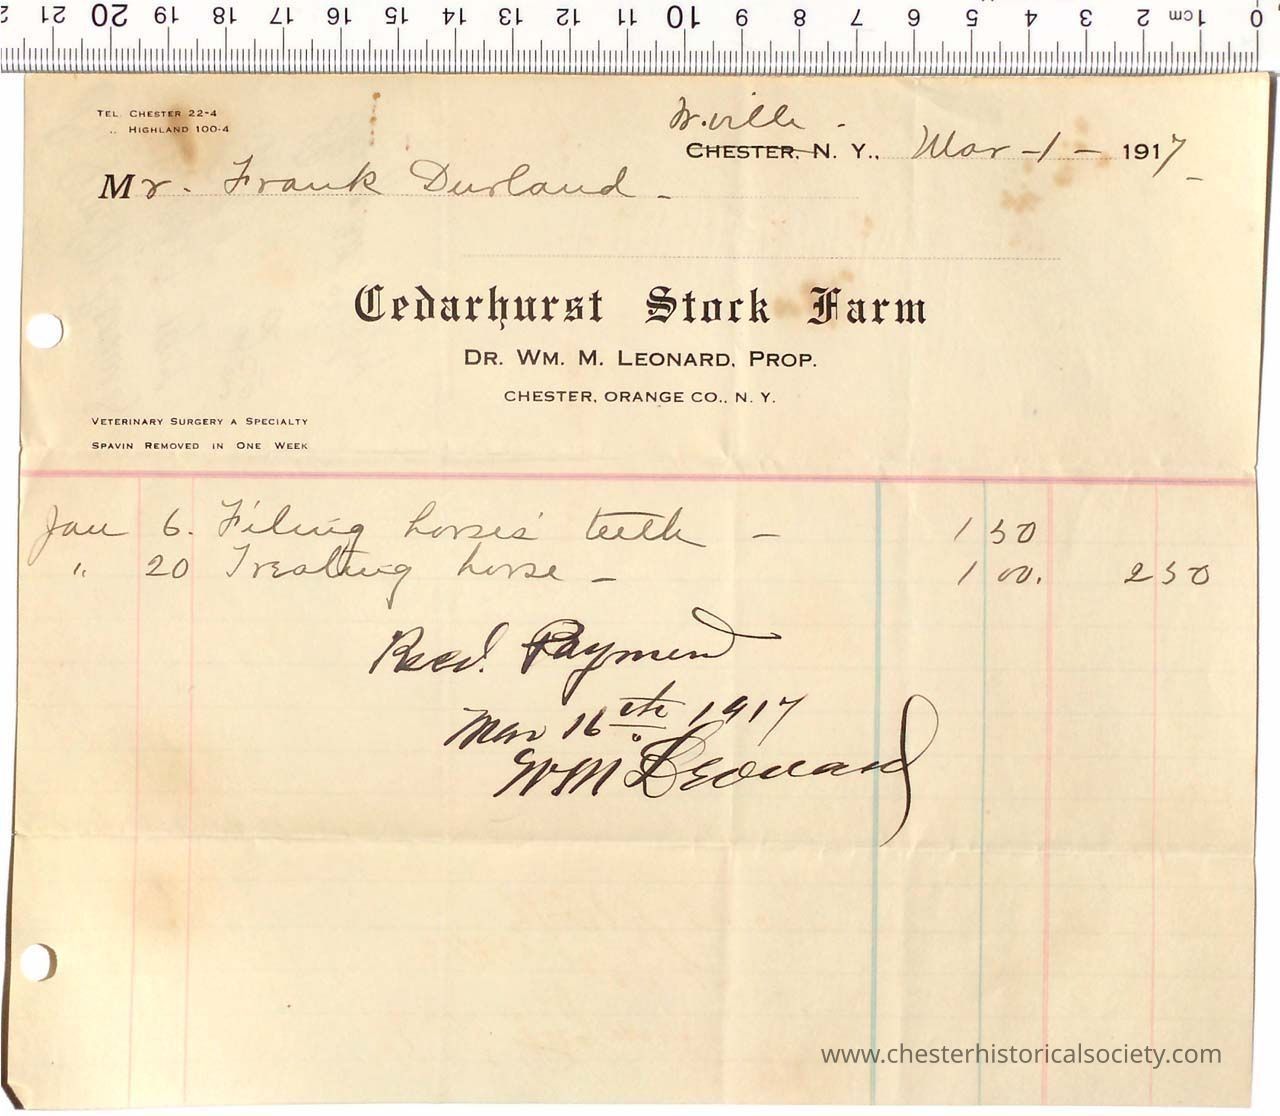 0 1cm 2 3 4 5 6 7 8 9 10 11 12 13 14 15 16 17 18 19 20 21 2
TEL. CHESTER 22-4
„ HIGHLAND 100-4
W.ville -
CHESTER, N. Y., Mar -1- 1917
Mr. Frank Durland
Cedarhurst Stock Farm
DR. WM. M. LEONARD, PROP.
CHESTER, ORANGE CO., N. Y.
VETERINARY SURGERY A SPECIALTY
SPAVIN REMOVED IN ONE WEEK
Jan 6. Filing horses' teeth - 1 50
" 20 Treating horse - 1 00. 2 50
Recd. Payment
Mar 16th 1917
WM Leonard
www.chesterhistoricalsociety.com